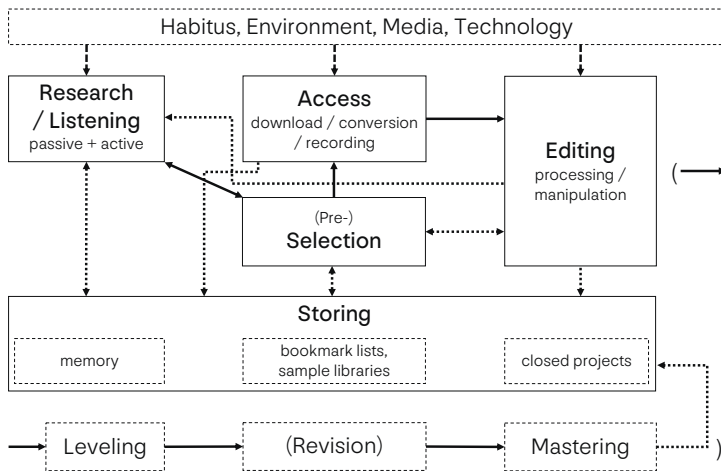 Habitus, Environment, Media, Technology
Research
/ Listening
passive + active
Access
download / conversion
/ recording
Editing
processing /
manipulation
(
(Pre-)
Selection
Storing
memory
bookmark lists,
sample libraries
closed projects
Leveling
(Revision)
Mastering
)